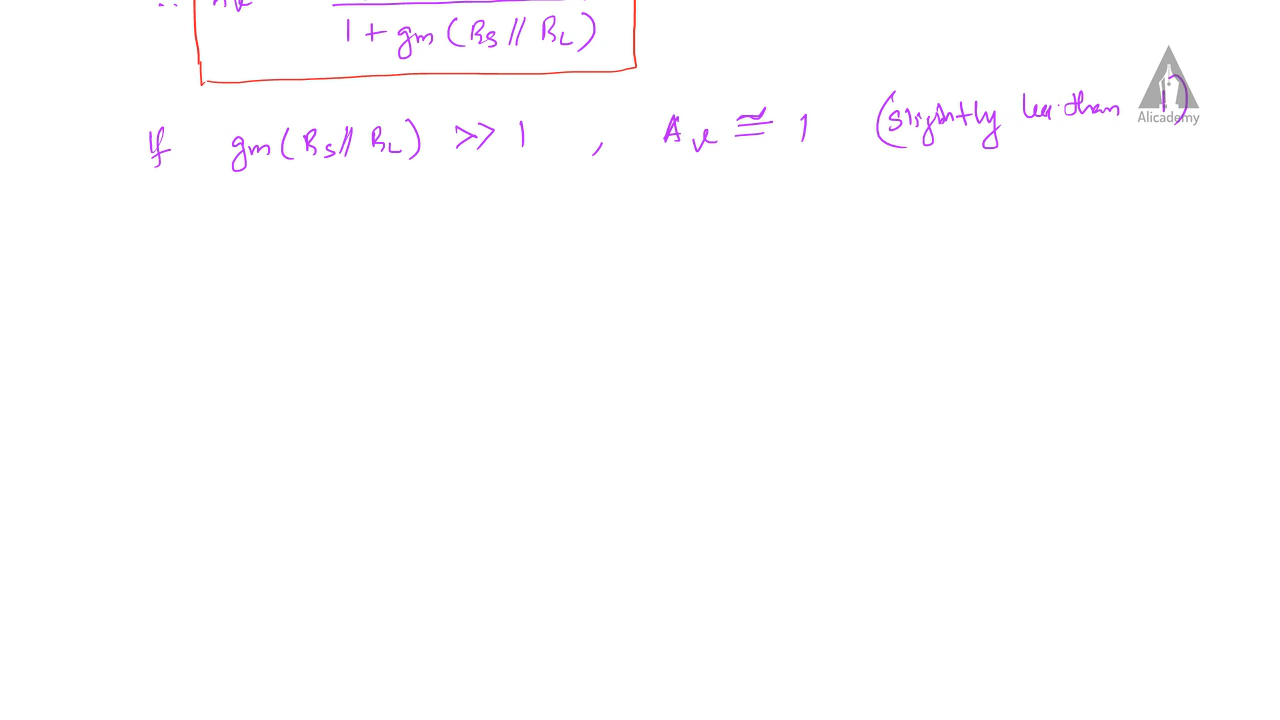 1 + gm (RS // RL)
If gm (RS // RL) >> 1 , Av ≅ 1 (slightly less than 1)
Alicademy